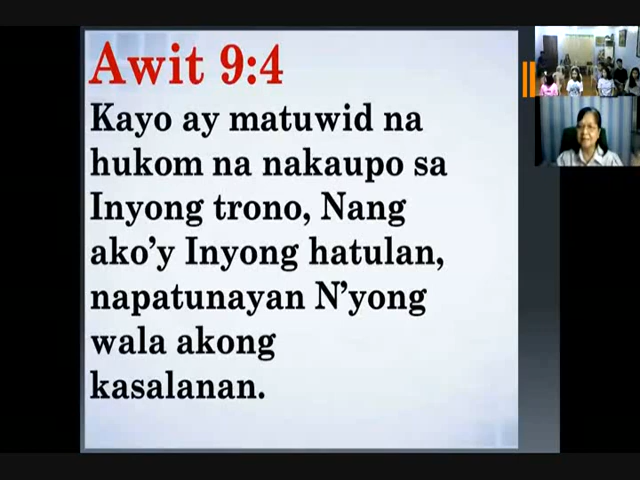 Awit 9:4
Kayo ay matuwid na
hukom na nakaupo sa
Inyong trono, Nang
ako’y Inyong hatulan,
napatunayan N’yong
wala akong
kasalanan.